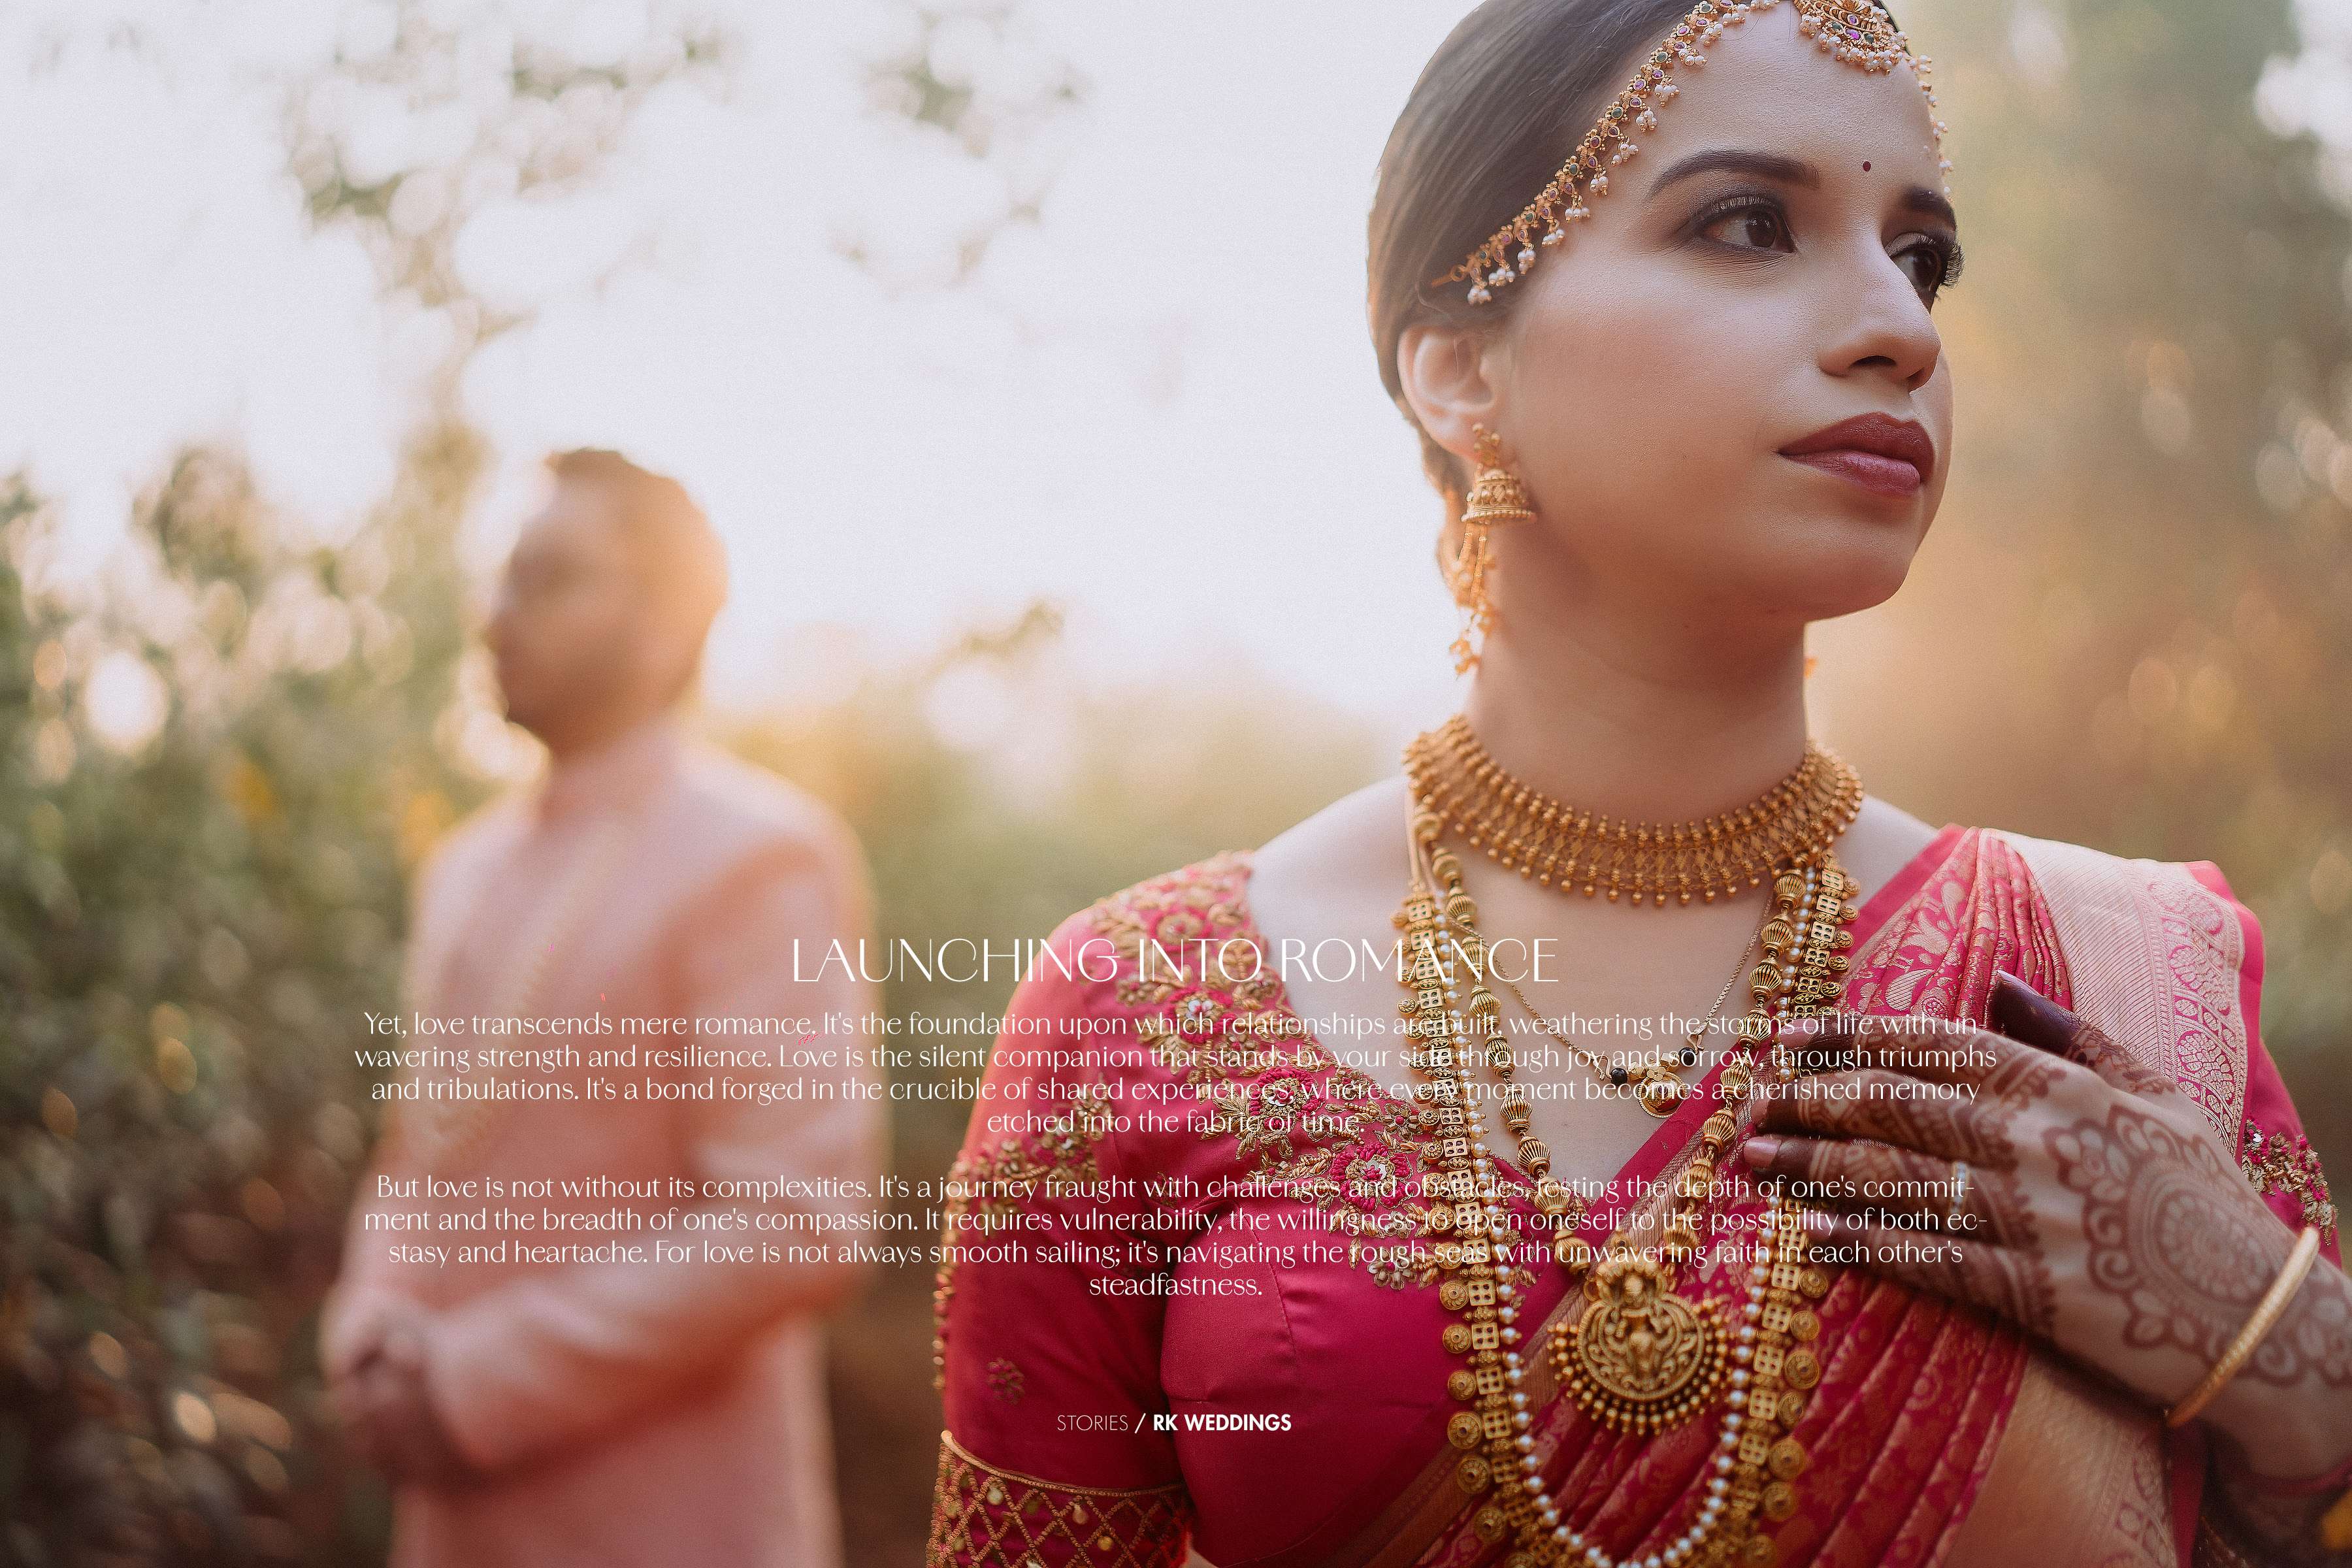 LAUNCHING INTO ROMANCE
Yet, love transcends mere romance. It's the foundation upon which relationships are built, weathering the storms of life with un-
wavering strength and resilience. Love is the silent companion that stands by your side through joy and sorrow, through triumphs
and tribulations. It's a bond forged in the crucible of shared experiences, where every moment becomes a cherished memory
etched into the fabric of time.
But love is not without its complexities. It's a journey fraught with challenges and obstacles, testing the depth of one's commit-
ment and the breadth of one's compassion. It requires vulnerability, the willingness to open oneself to the possibility of both ec-
stasy and heartache. For love is not always smooth sailing; it's navigating the rough seas with unwavering faith in each other's
steadfastness.
STORIES / RK WEDDINGS